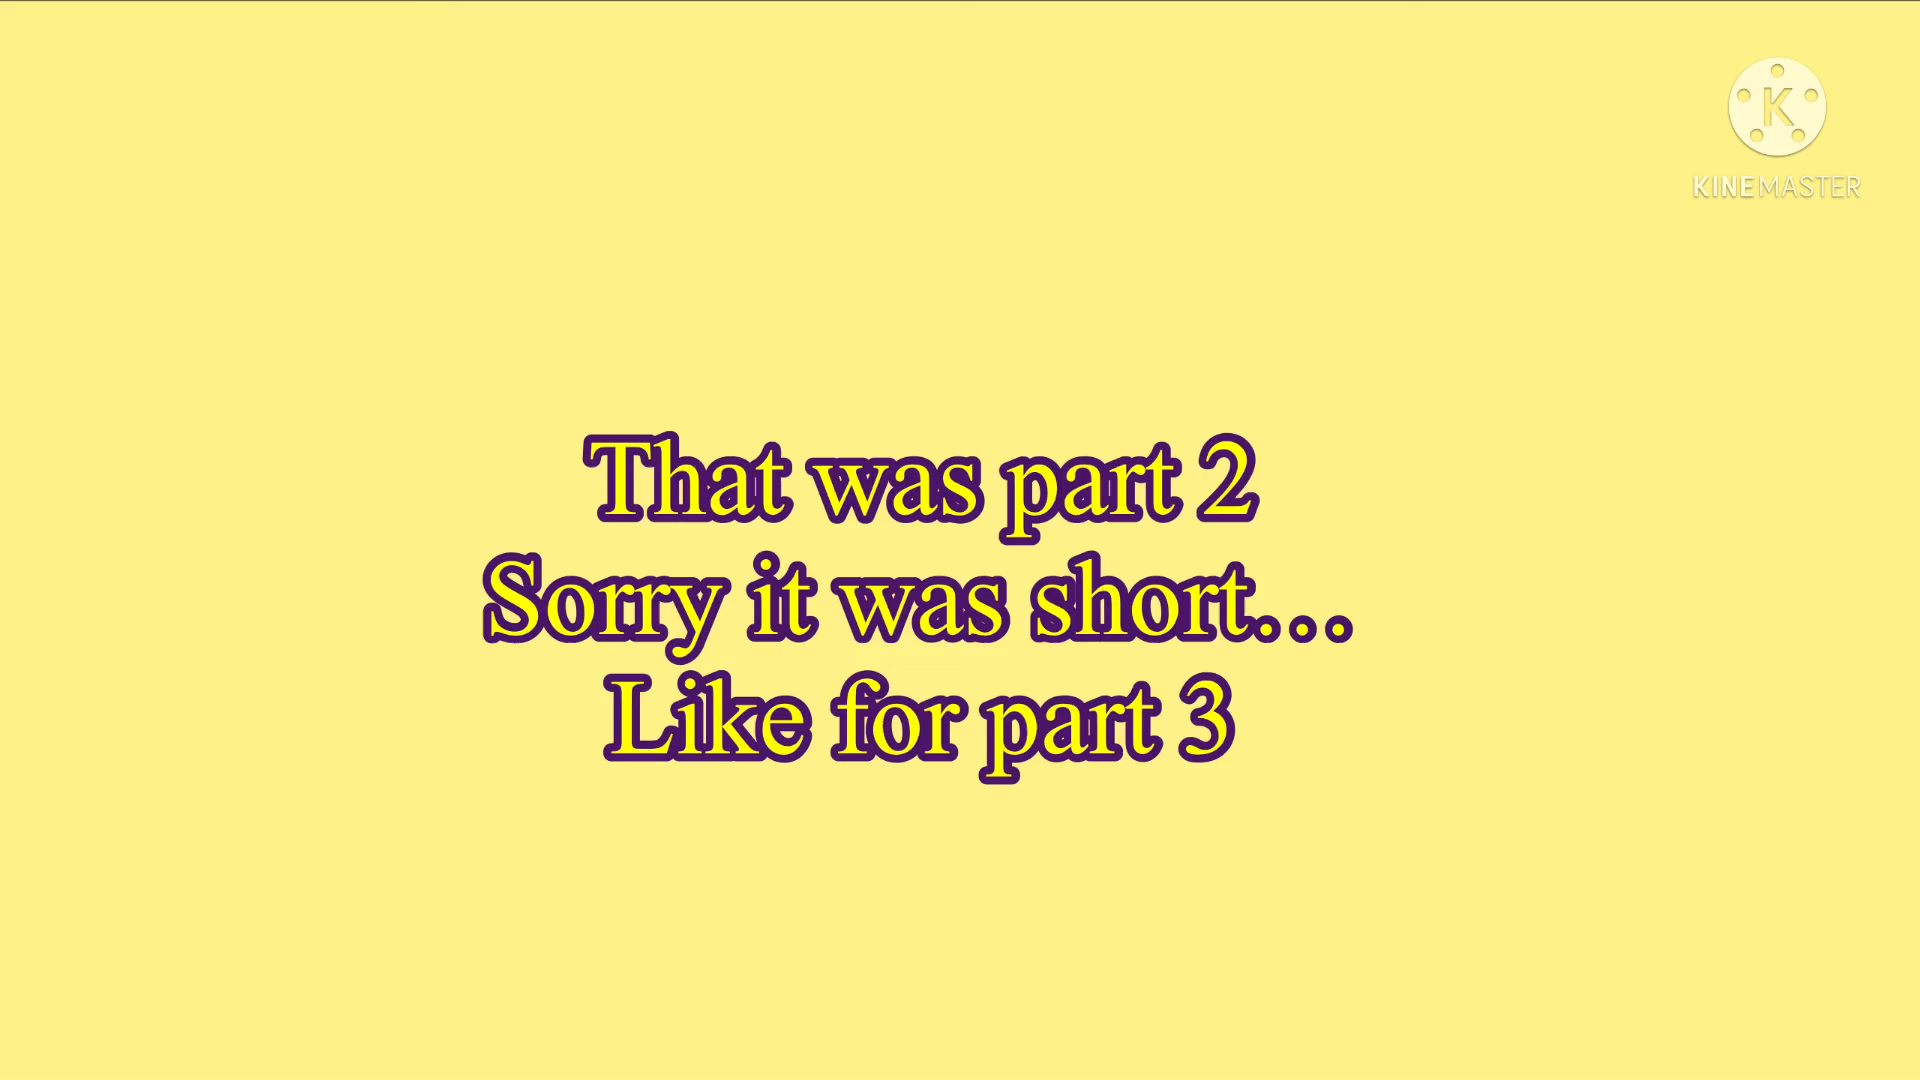 K
KINEMASTER
That was part 2
Sorry it was short...
Like for part 3